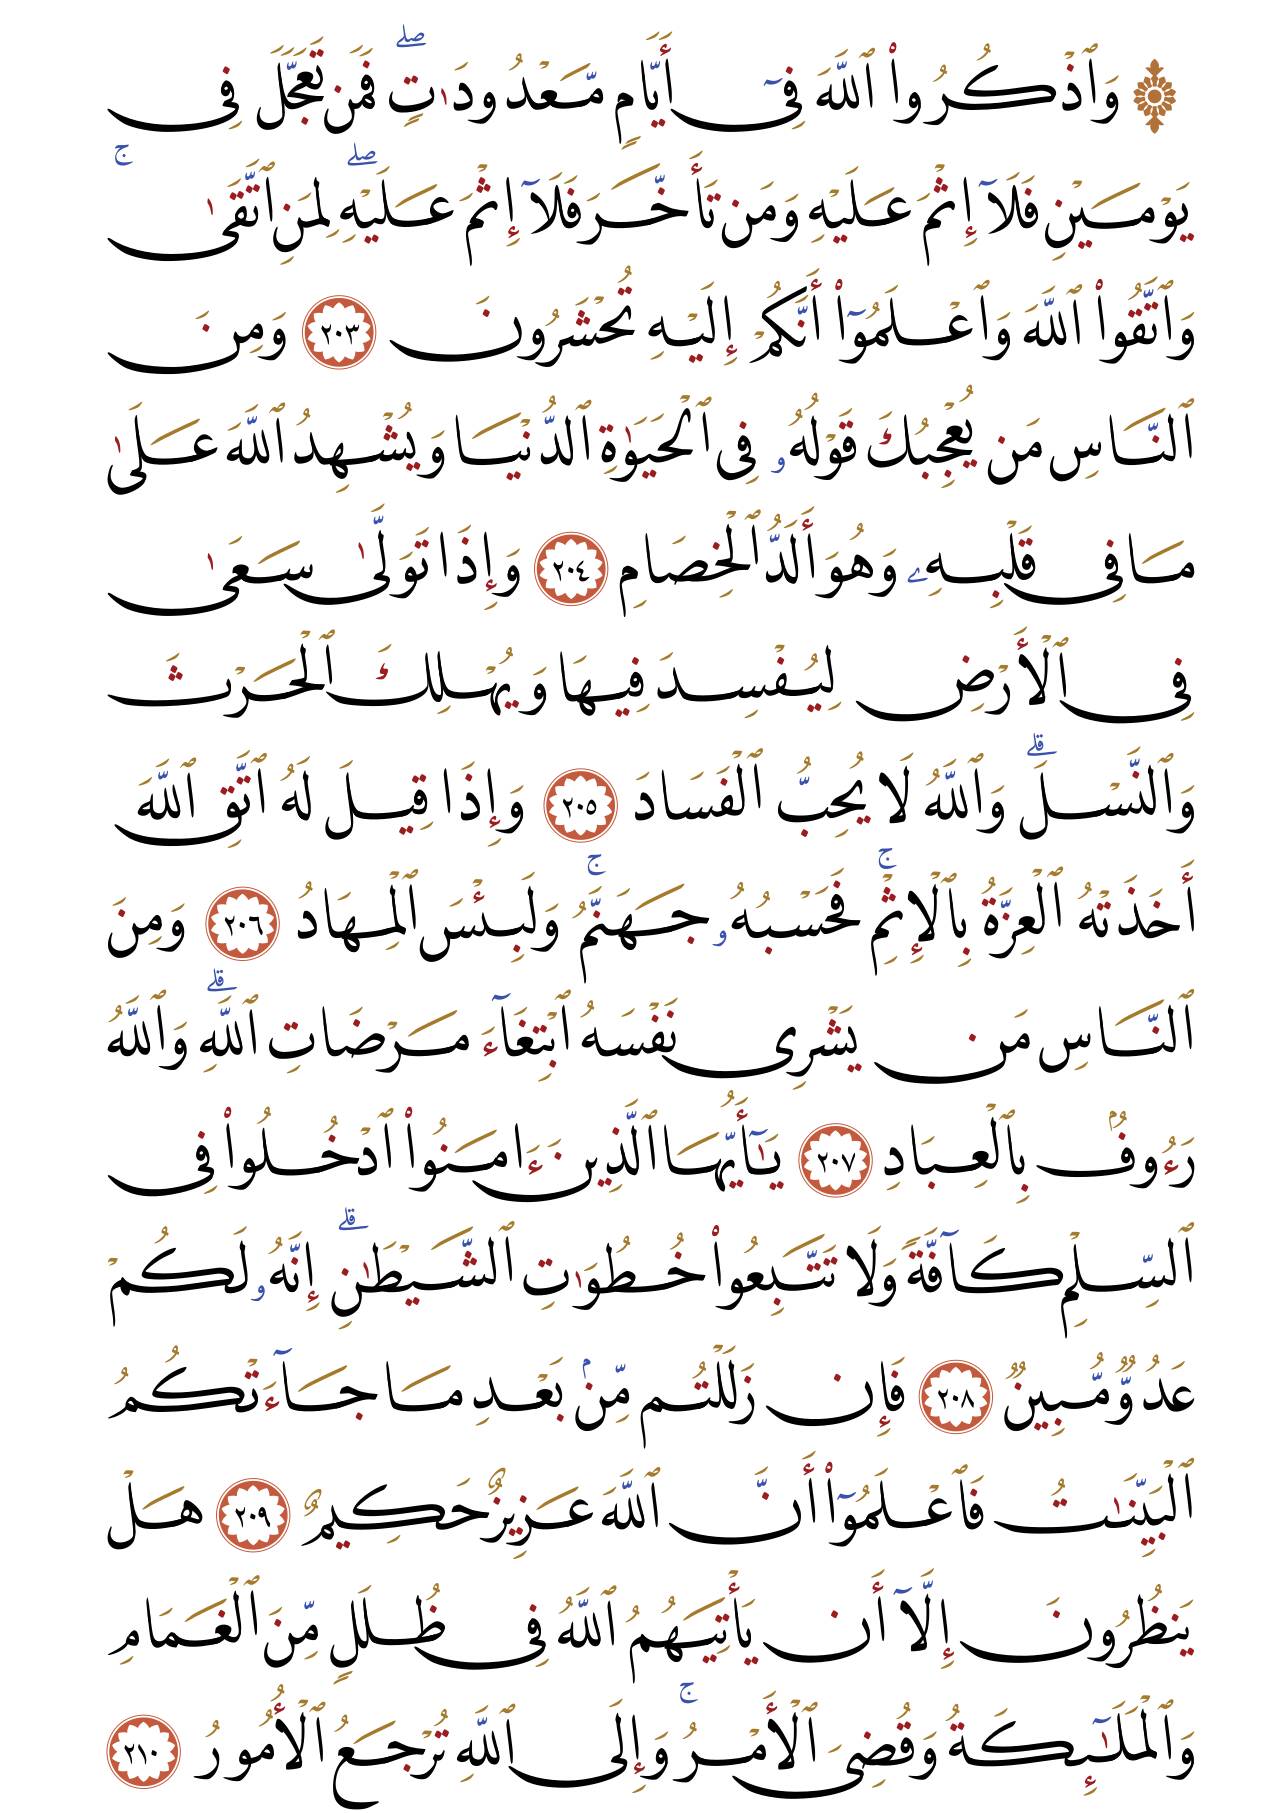 ۞ وَٱذْكُرُوا۟ ٱللَّهَ فِىٓ أَيَّامٍۢ مَّعْدُودَٰتٍۢ ۖ فَمَن تَعَجَّلَ فِى
يَوْمَيْنِ فَلَآ إِثْمَ عَلَيْهِ وَمَن تَأَخَّرَ فَلَآ إِثْمَ عَلَيْهِ ۖ لِمَنِ ٱتَّقَىٰ ۗ
وَٱتَّقُوا۟ ٱللَّهَ وَٱعْلَمُوٓا۟ أَنَّكُمْ إِلَيْهِ تُحْشَرُونَ ٢٠٣ وَمِنَ
ٱلنَّاسِ مَن يُعْجِبُكَ قَوْلُهُۥ فِى ٱلْحَيَوٰةِ ٱلدُّنْيَا وَيُشْهِدُ ٱللَّهَ عَلَىٰ
مَا فِى قَلْبِهِۦ وَهُوَ أَلَدُّ ٱلْخِصَامِ ٢٠٤ وَإِذَا تَوَلَّىٰ سَعَىٰ
فِى ٱلْأَرْضِ لِيُفْسِدَ فِيهَا وَيُهْلِكَ ٱلْحَرْثَ
وَٱلنَّسْلَ ۗ وَٱللَّهُ لَا يُحِبُّ ٱلْفَسَادَ ٢٠٥ وَإِذَا قِيلَ لَهُ ٱتَّقِ ٱللَّهَ
أَخَذَتْهُ ٱلْعِزَّةُ بِٱلْإِثْمِ ۚ فَحَسْبُهُۥ جَهَنَّمُ ۚ وَلَبِئْسَ ٱلْمِهَادُ ٢٠٦ وَمِنَ
ٱلنَّاسِ مَن يَشْرِى نَفْسَهُ ٱبْتِغَآءَ مَرْضَاتِ ٱللَّهِ ۗ وَٱللَّهُ
رَءُوفٌۢ بِٱلْعِبَادِ ٢٠٧ يَٰٓأَيُّهَا ٱلَّذِينَ ءَامَنُوا۟ ٱدْخُلُوا۟ فِى
ٱلسِّلْمِ كَآفَّةًۭ وَلَا تَتَّبِعُوا۟ خُطُوَٰتِ ٱلشَّيْطَٰنِ ۗ إِنَّهُۥ لَكُمْ
عَدُوٌّۭ مُّبِينٌۭ ٢٠٨ فَإِن زَلَلْتُم مِّنۢ بَعْدِ مَا جَآءَتْكُمُ
ٱلْبَيِّنَٰتُ فَٱعْلَمُوٓا۟ أَنَّ ٱللَّهَ عَزِيزٌ حَكِيمٌ ٢٠٩ هَلْ
يَنظُرُونَ إِلَّآ أَن يَأْتِيَهُمُ ٱللَّهُ فِى ظُلَلٍۢ مِّنَ ٱلْغَمَامِ
وَٱلْمَلَٰٓئِكَةُ وَقُضِىَ ٱلْأَمْرُ ۚ وَإِلَى ٱللَّهِ تُرْجَعُ ٱلْأُمُورُ ٢١٠